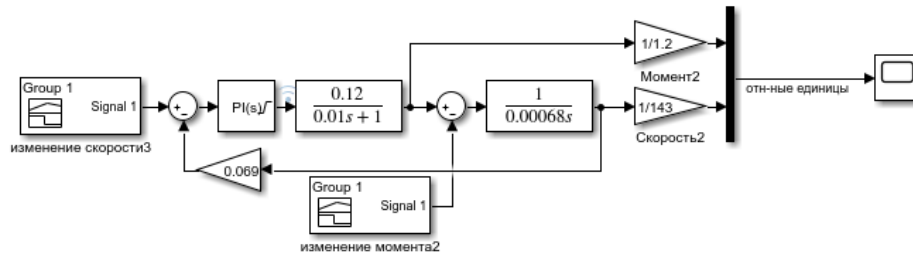 1/1.2
Момент2
Group 1
Signal 1
изменение скорости3
+
-
PI(s)
0.12
0.01s + 1
+
-
1
0.00068s
1/143
Скорость2
отн-ные единицы
0.069
Group 1
Signal 1
изменение момента2